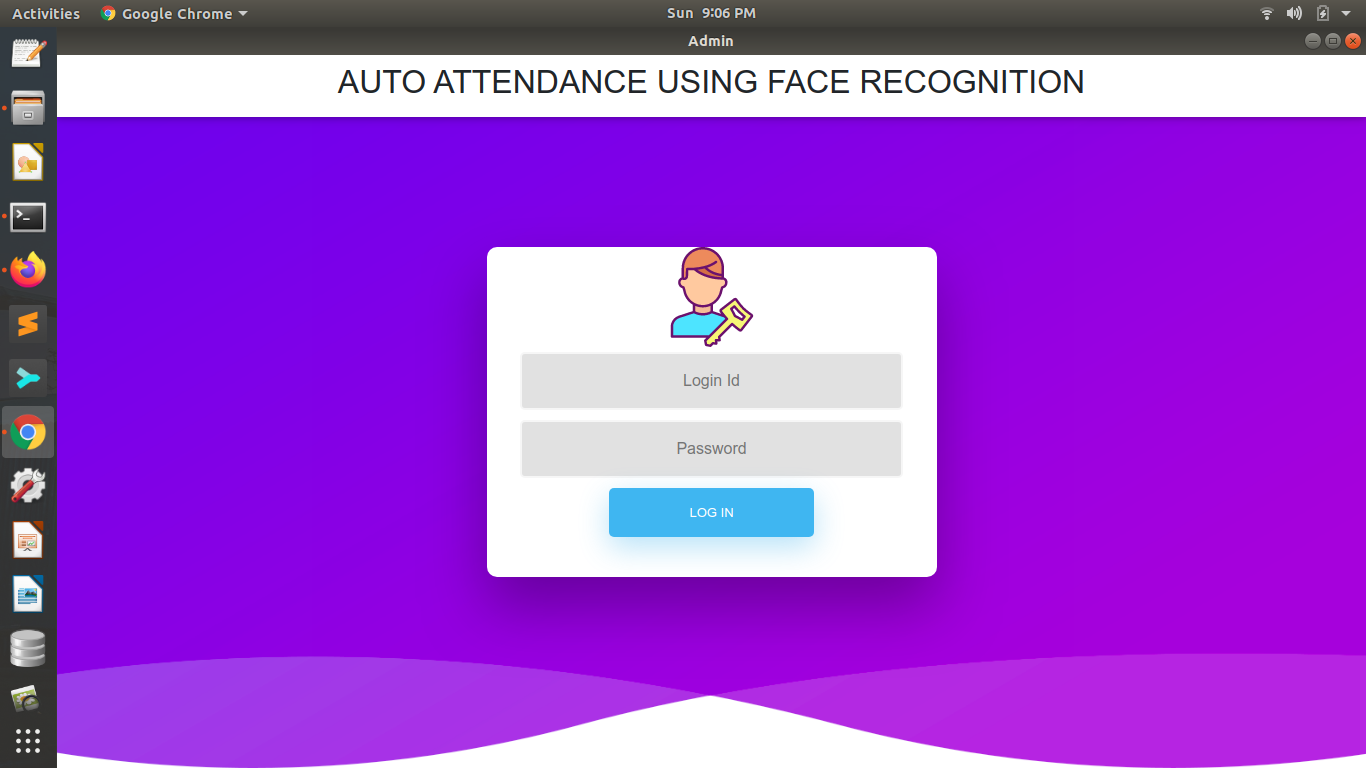 Activities Google Chrome Sun 9:06 PM
Admin
AUTO ATTENDANCE USING FACE RECOGNITION
Login Id
Password
LOG IN